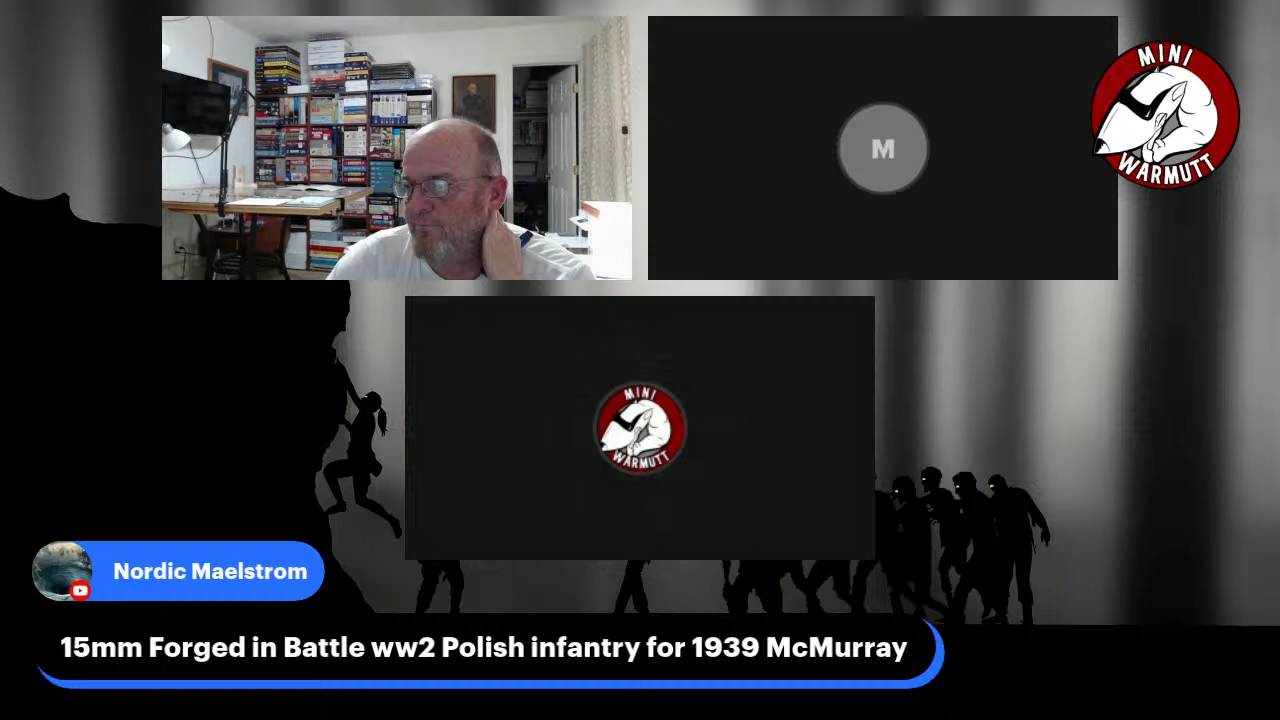 MINI
WARMUTT
M
MINI
WARMUTT
Nordic Maelstrom
15mm Forged in Battle ww2 Polish infantry for 1939 McMurray